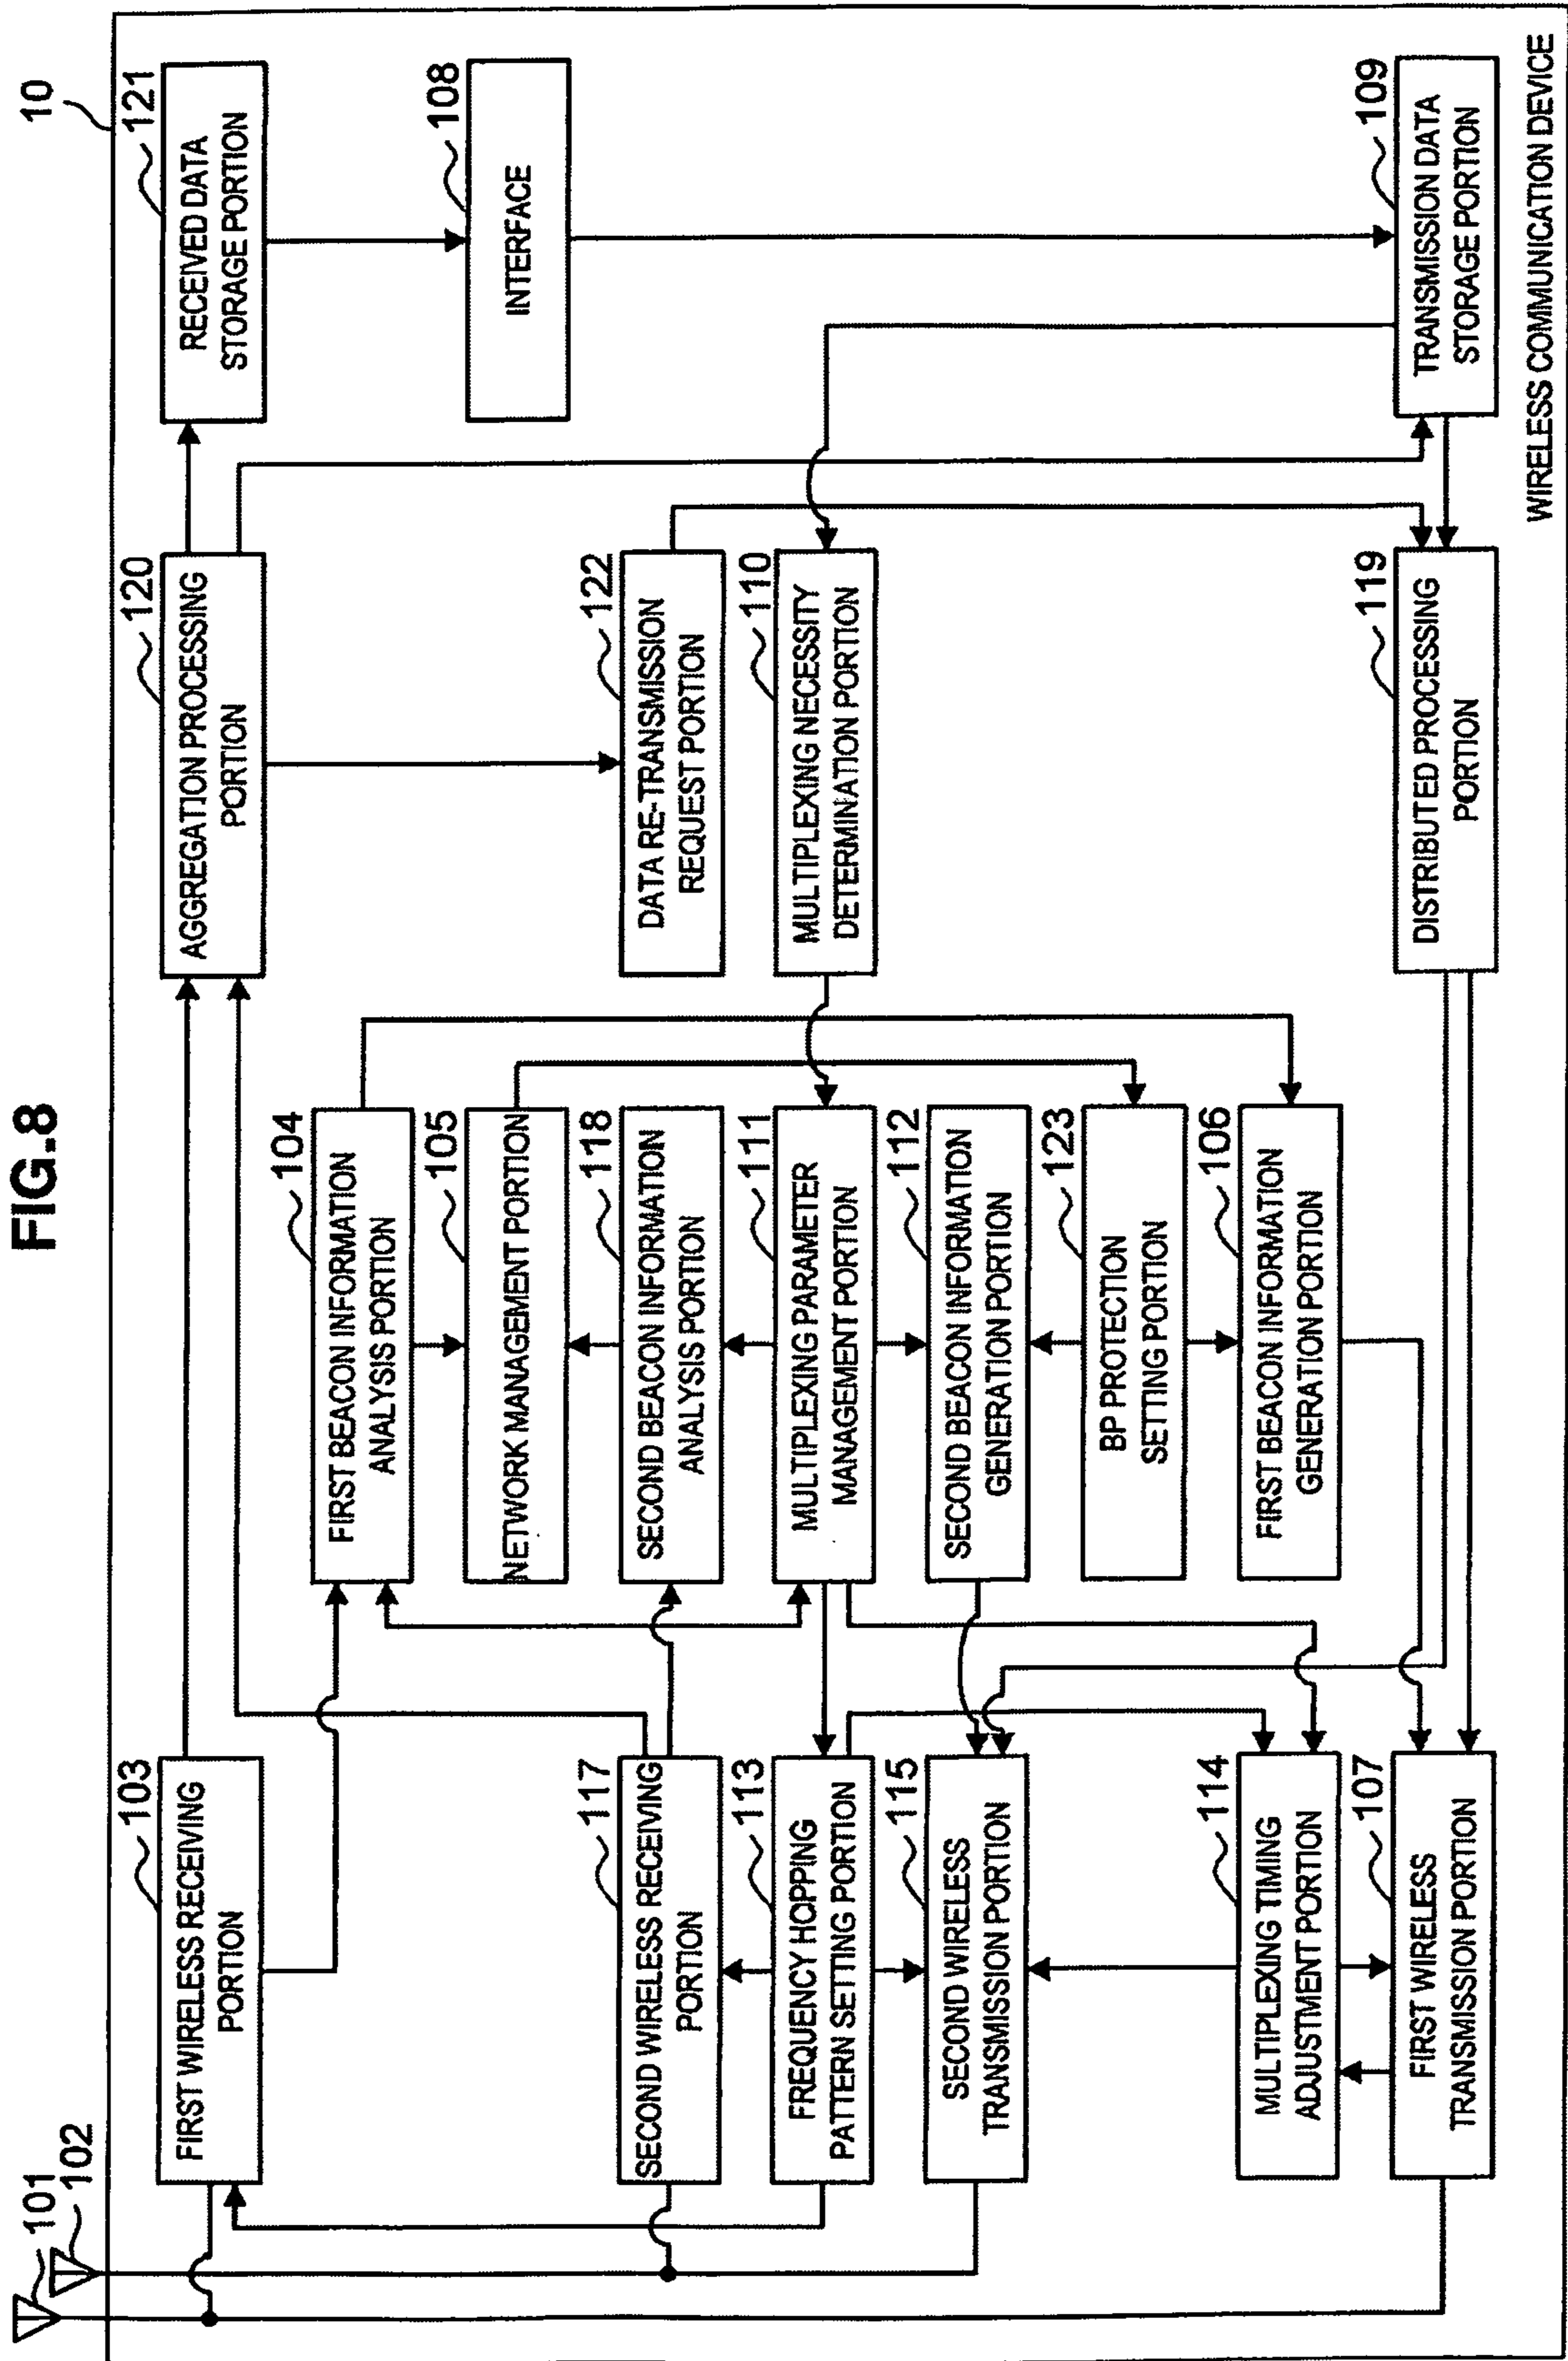 FIG.8
10
101
102
103
FIRST WIRELESS RECEIVING
PORTION
120
AGGREGATION PROCESSING
PORTION
121
RECEIVED DATA
STORAGE PORTION
104
FIRST BEACON INFORMATION
ANALYSIS PORTION
105
NETWORK MANAGEMENT PORTION
108
INTERFACE
117
SECOND WIRELESS RECEIVING
PORTION
118
SECOND BEACON INFORMATION
ANALYSIS PORTION
122
DATA RE-TRANSMISSION
REQUEST PORTION
113
FREQUENCY HOPPING
PATTERN SETTING PORTION
111
MULTIPLEXING PARAMETER
MANAGEMENT PORTION
110
MULTIPLEXING NECESSITY
DETERMINATION PORTION
115
SECOND WIRELESS
TRANSMISSION PORTION
112
SECOND BEACON INFORMATION
GENERATION PORTION
123
BP PROTECTION
SETTING PORTION
114
MULTIPLEXING TIMING
ADJUSTMENT PORTION
106
FIRST BEACON INFORMATION
GENERATION PORTION
107
FIRST WIRELESS
TRANSMISSION PORTION
119
DISTRIBUTED PROCESSING
PORTION
109
TRANSMISSION DATA
STORAGE PORTION
WIRELESS COMMUNICATION DEVICE